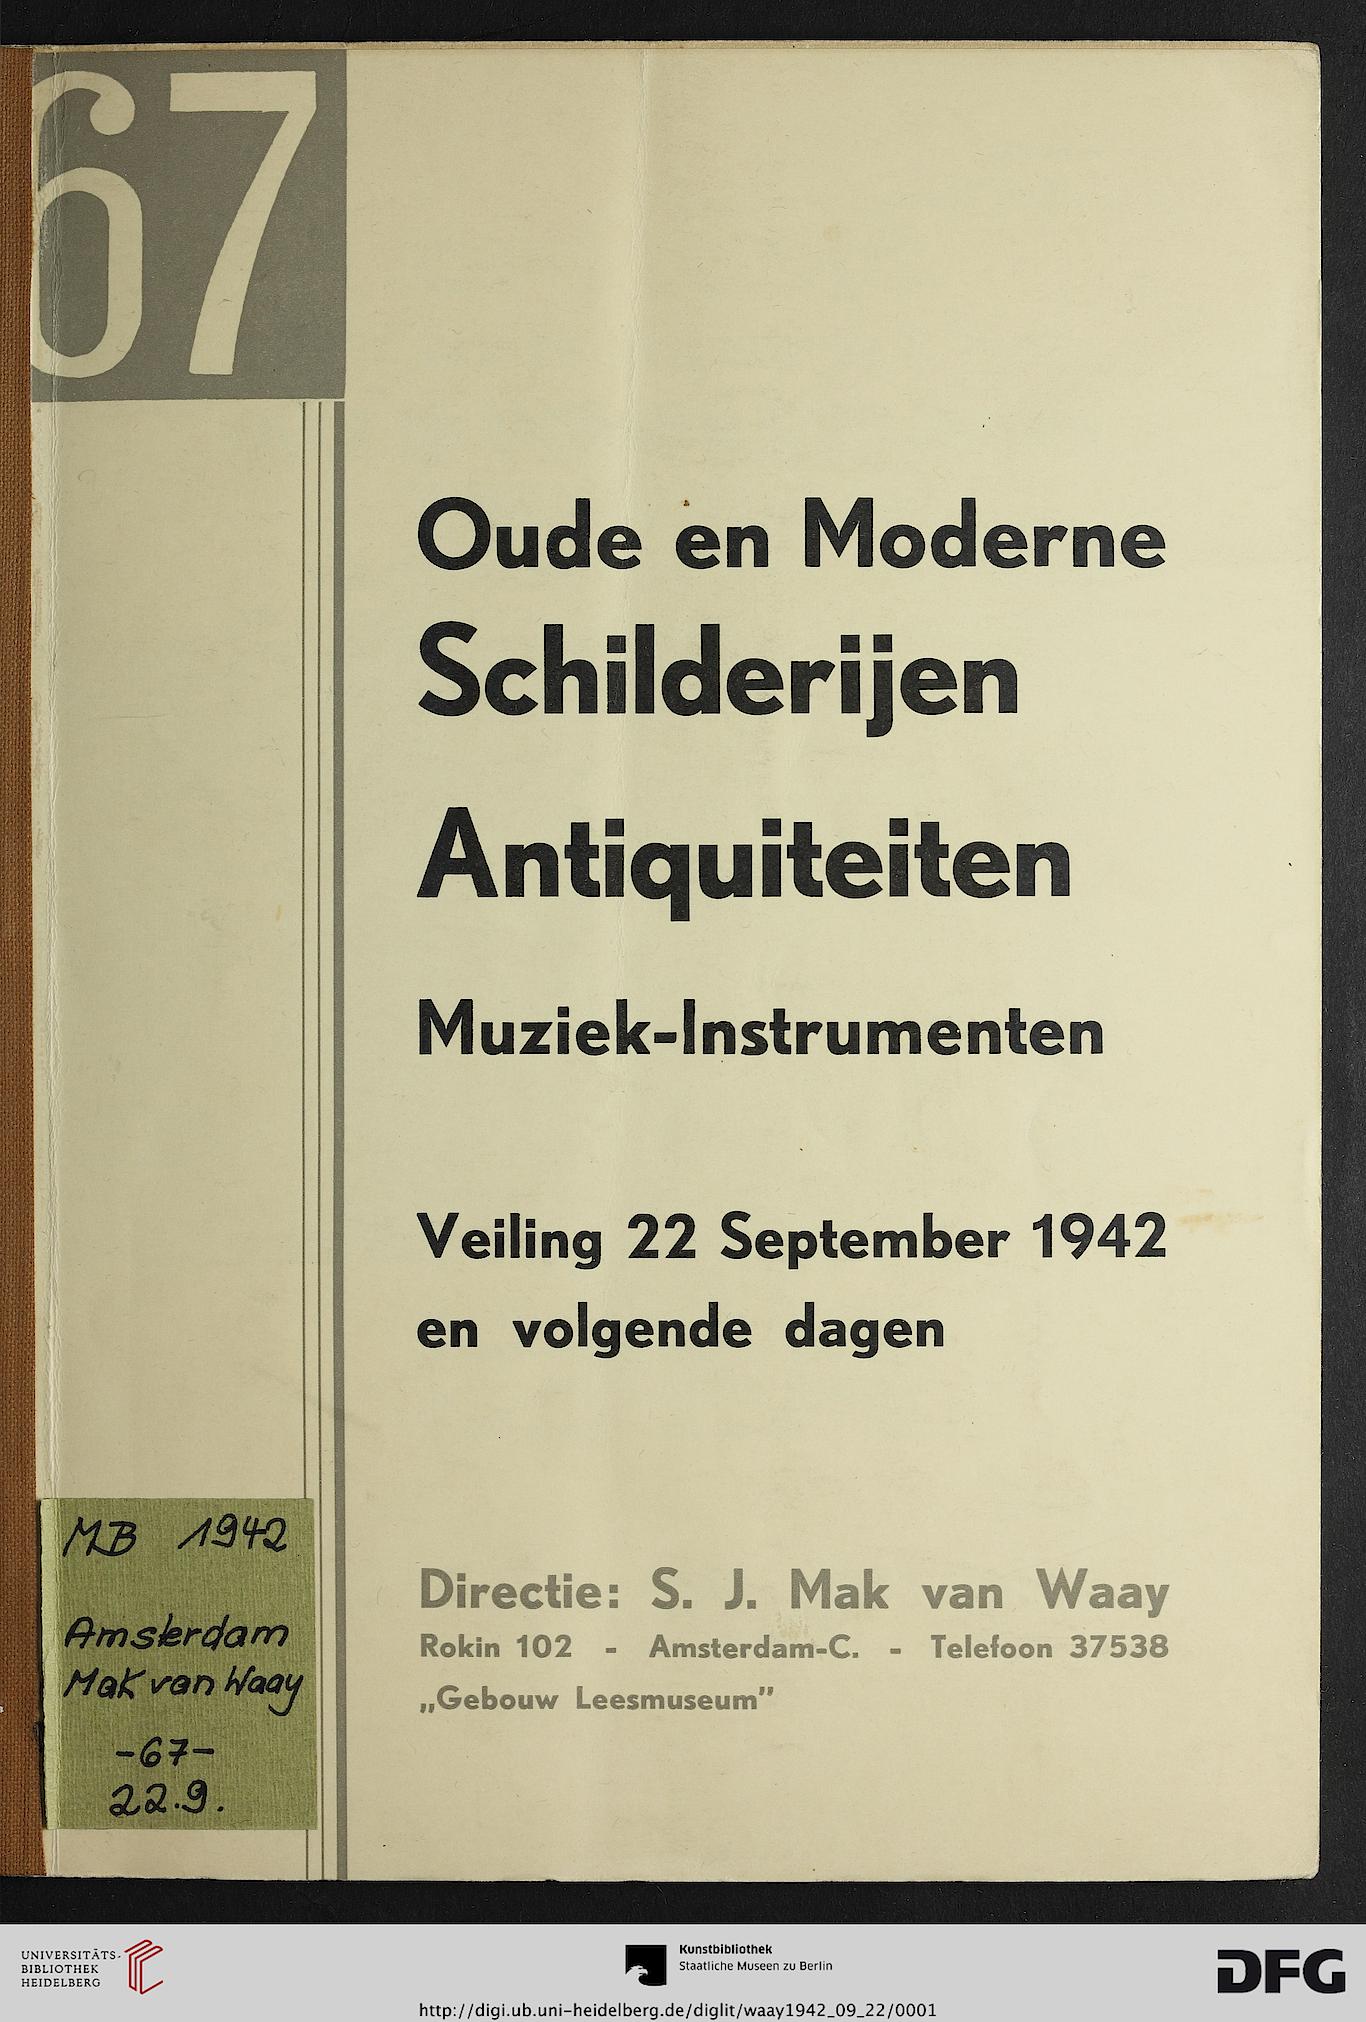 67
Oude en Moderne
Schilderijen
Antiquiteiten
Muziek-Instrumenten
Veiling 22 September 1942
en volgende dagen
Directie: S. J. Mak van Waay
Rokin 102 - Amsterdam-C. - Telefoon 37538
„Gebouw Leesmuseum”
MB 1942
Amsterdam
Mak van Waay
-67-
22.9.
UNIVERSITÄTS-
BIBLIOTHEK
HEIDELBERG
Kunstbibliothek
Staatliche Museen zu Berlin
DFG
http://digi.ub.uni-heidelberg.de/diglit/waay1942_09_22/0001